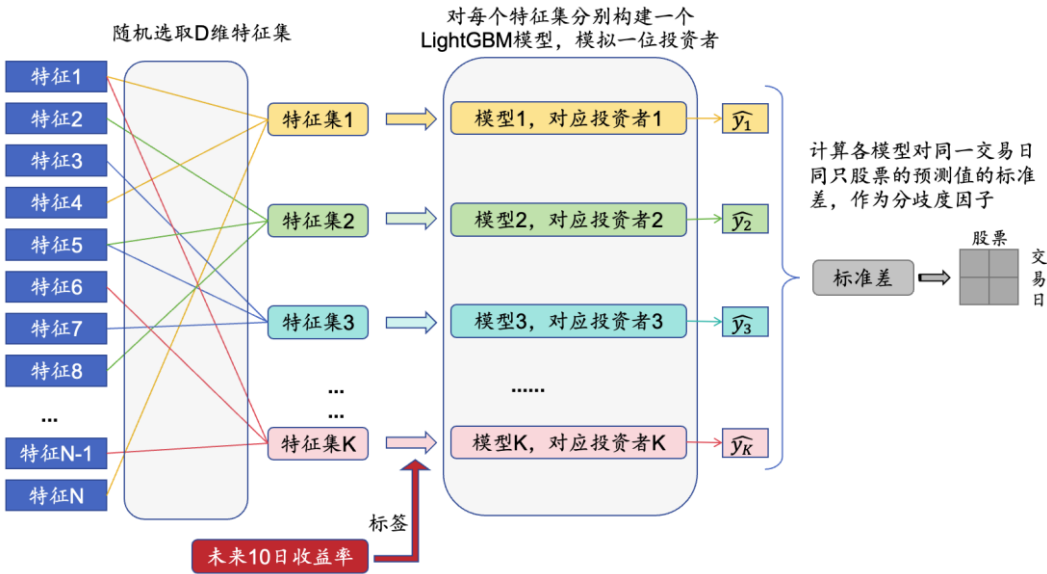 随机选取D维特征集
对每个特征集分别构建一个
LightGBM模型，模拟一位投资者
特征1
特征2
特征3
特征4
特征5
特征6
特征7
特征8
...
特征N-1
特征N
特征集1
特征集2
特征集3
...
...
特征集K
模型1，对应投资者1
模型2，对应投资者2
模型3，对应投资者3
......
模型K，对应投资者K
标签
未来10日收益率
$\widehat{y_1}$
$\widehat{y_2}$
$\widehat{y_3}$
$\widehat{y_K}$
计算各模型对同一交易日
同只股票的预测值的标准
差，作为分歧度因子
标准差
股票
交
易
日